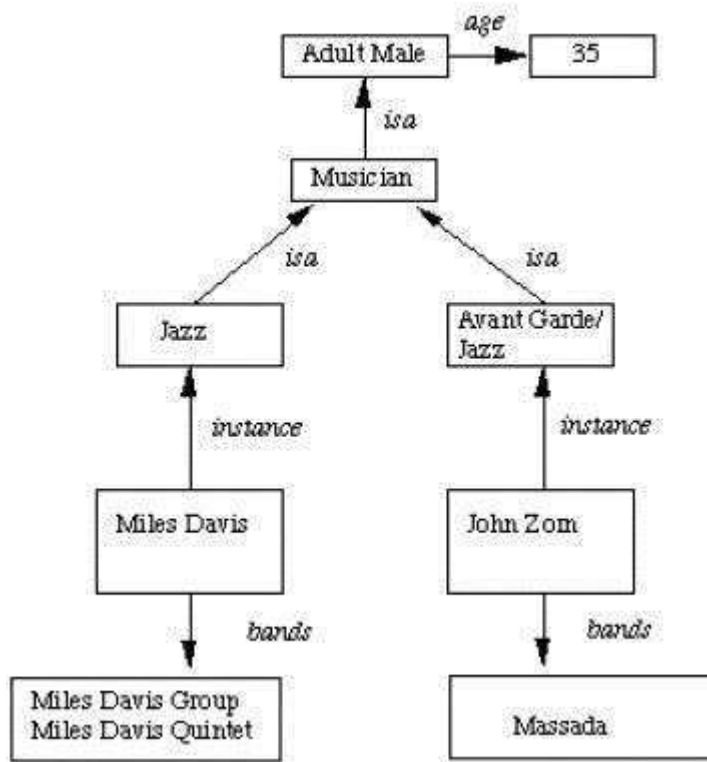 age
Adult Male
35
isa
Musician
isa
isa
Jazz
Avant Garde/
Jazz
instance
instance
Miles Davis
John Zorn
bands
bands
Miles Davis Group
Miles Davis Quintet
Massada